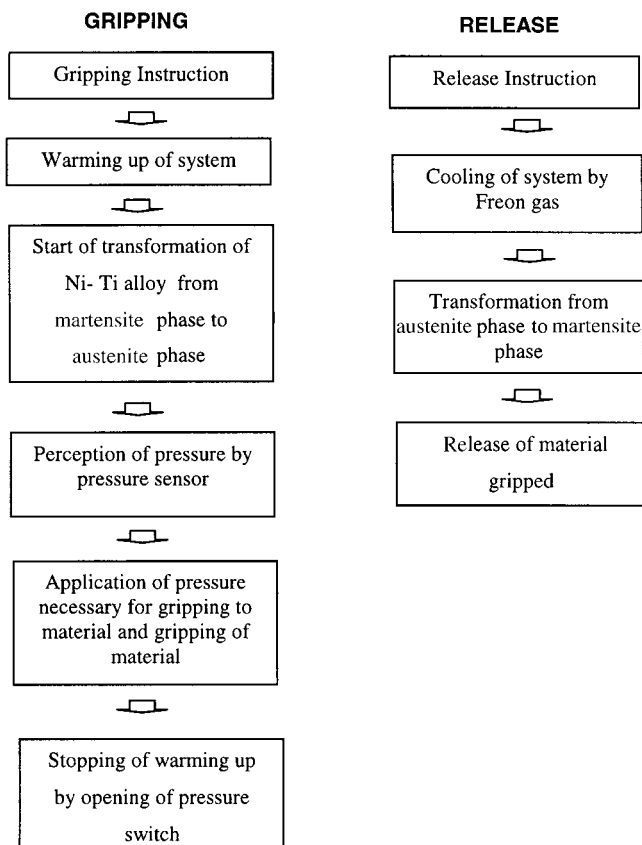 GRIPPING
Gripping Instruction
Warming up of system
Start of transformation of
Ni- Ti alloy from
martensite phase to
austenite phase
Perception of pressure by
pressure sensor
Application of pressure
necessary for gripping to
material and gripping of
material
Stopping of warming up
by opening of pressure
switch
RELEASE
Release Instruction
Cooling of system by
Freon gas
Transformation from
austenite phase to martensite
phase
Release of material
gripped